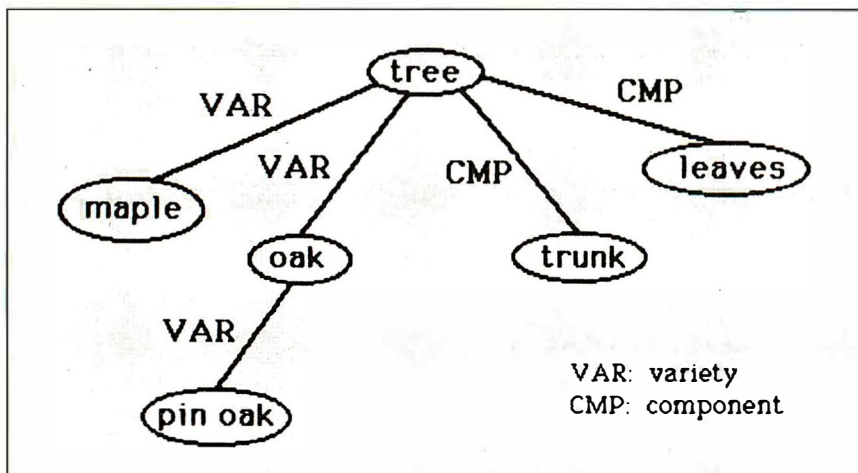 tree
VAR
CMP
VAR
CMP
leaves
maple
oak
trunk
VAR
pin oak
VAR: variety
CMP: component